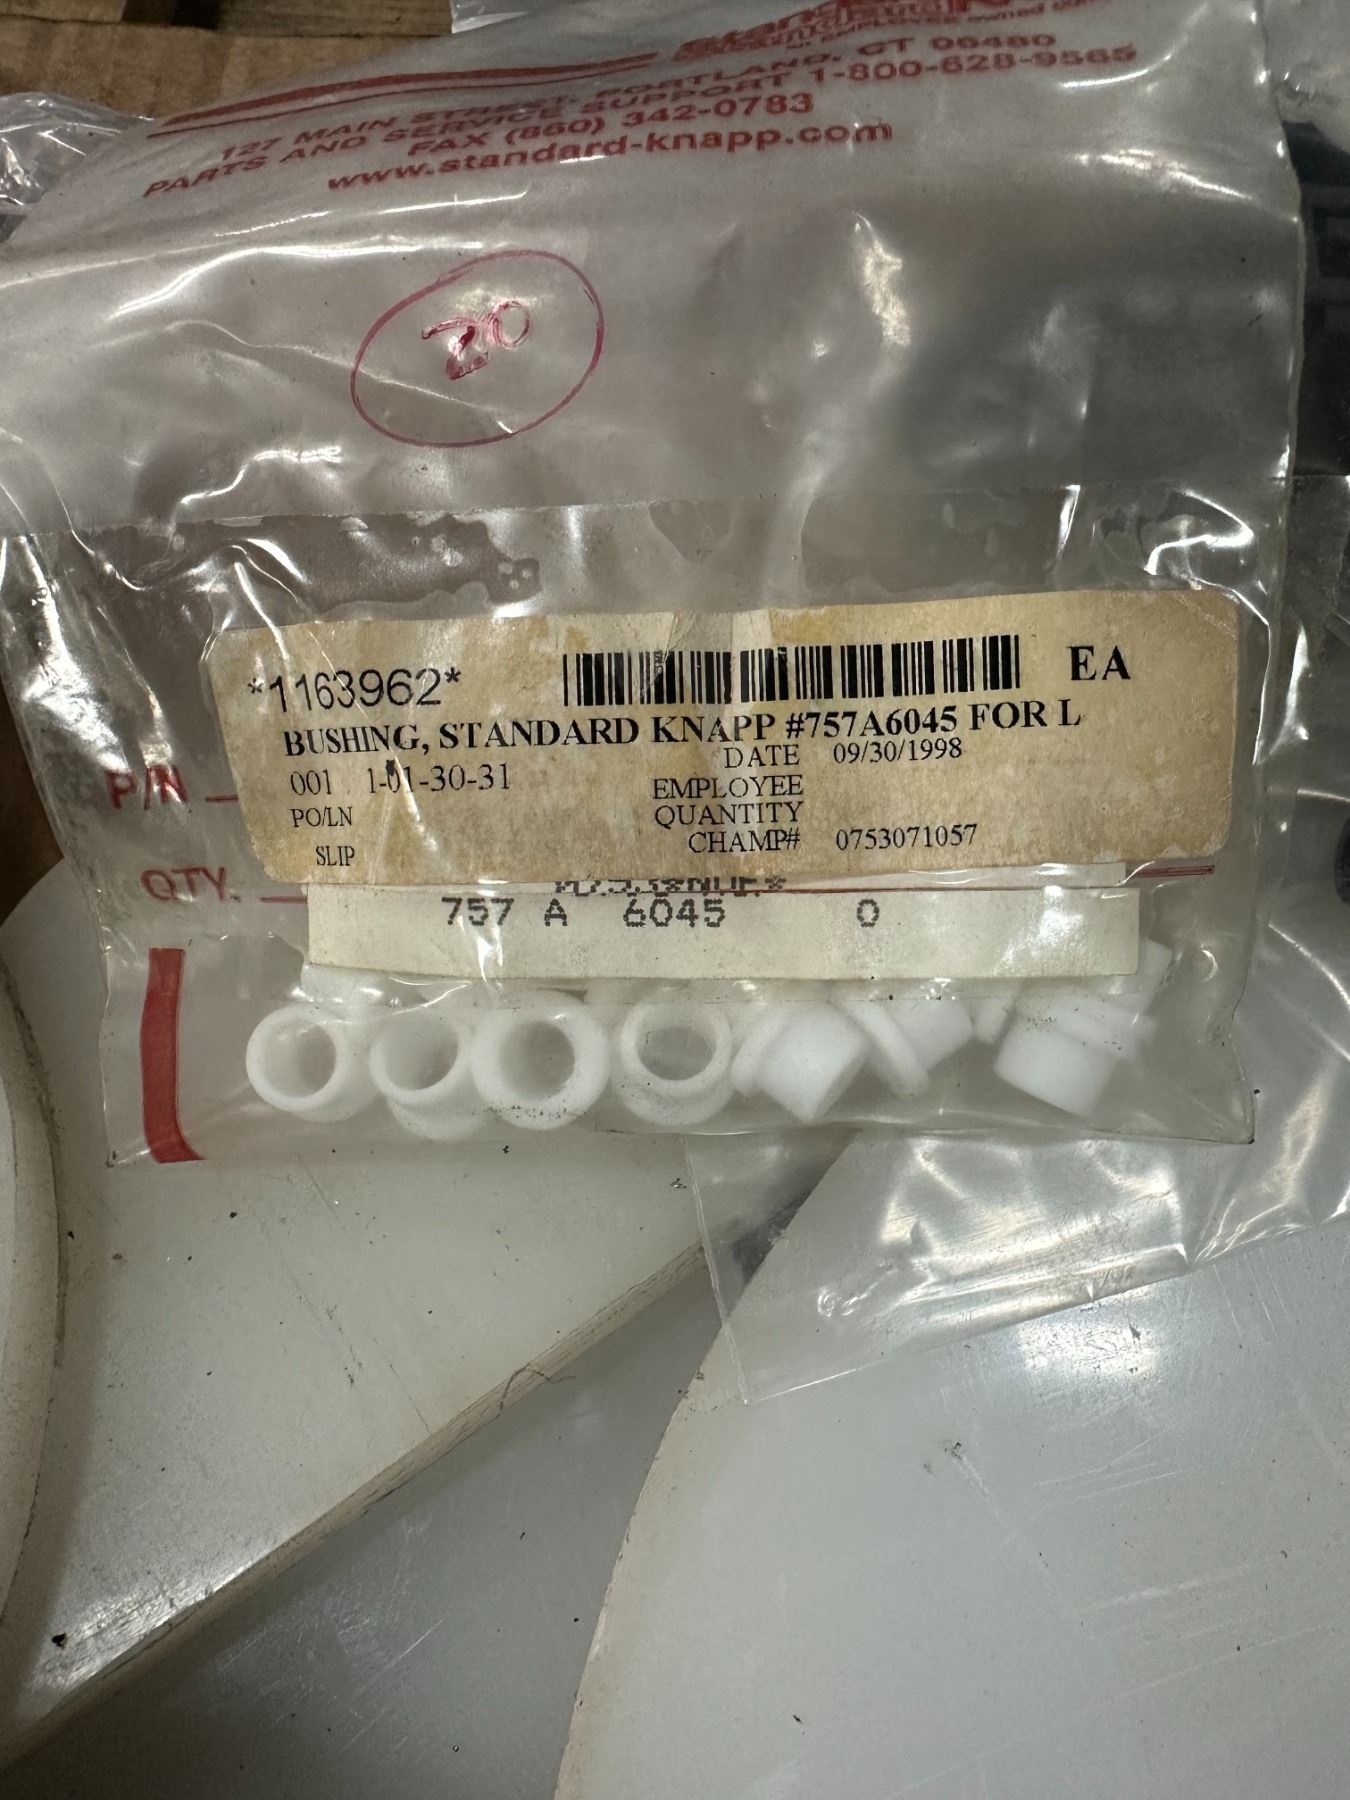 127 MAIN STREET, PORTLAND, CT 06480
PARTS AND SERVICE SUPPORT 1-800-628-9565
FAX (860) 342-0783
www.standard-knapp.com
20
*1163962* EA
BUSHING, STANDARD KNAPP #757A6045 FOR L
001 1-01-30-31 DATE 09/30/1998
EMPLOYEE
PO/LN QUANTITY
SLIP CHAMP# 0753071057
P/N
QTY.
757 A 6045 0